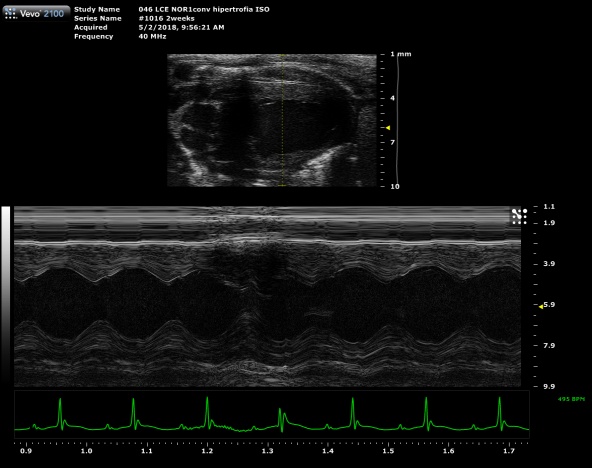 Vevo 2100
Study Name 046 LCE NOR1conv hipertrofia ISO
Series Name #1016 2weeks
Acquired 5/2/2018, 9:56:21 AM
Frequency 40 MHz
1 mm
4
7
10
1.1
1.9
3.9
5.9
7.9
9.9
495 BPM
0.9 1.0 1.1 1.2 1.3 1.4 1.5 1.6 1.7